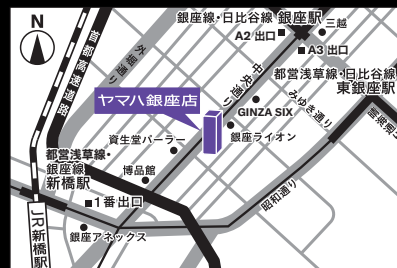 N
銀座線・日比谷線 銀座駅
三越
A2 出口
A3 出口
首都高速道路
外堀通り
中央通り
都営浅草線・日比谷線
東銀座駅
ヤマハ銀座店
みゆき通り
GINZA SIX
銀座ライオン
資生堂パーラー
都営浅草線・
銀座線
新橋駅
博品館
1番出口
昭和通り
銀座アネックス
JR新橋駅